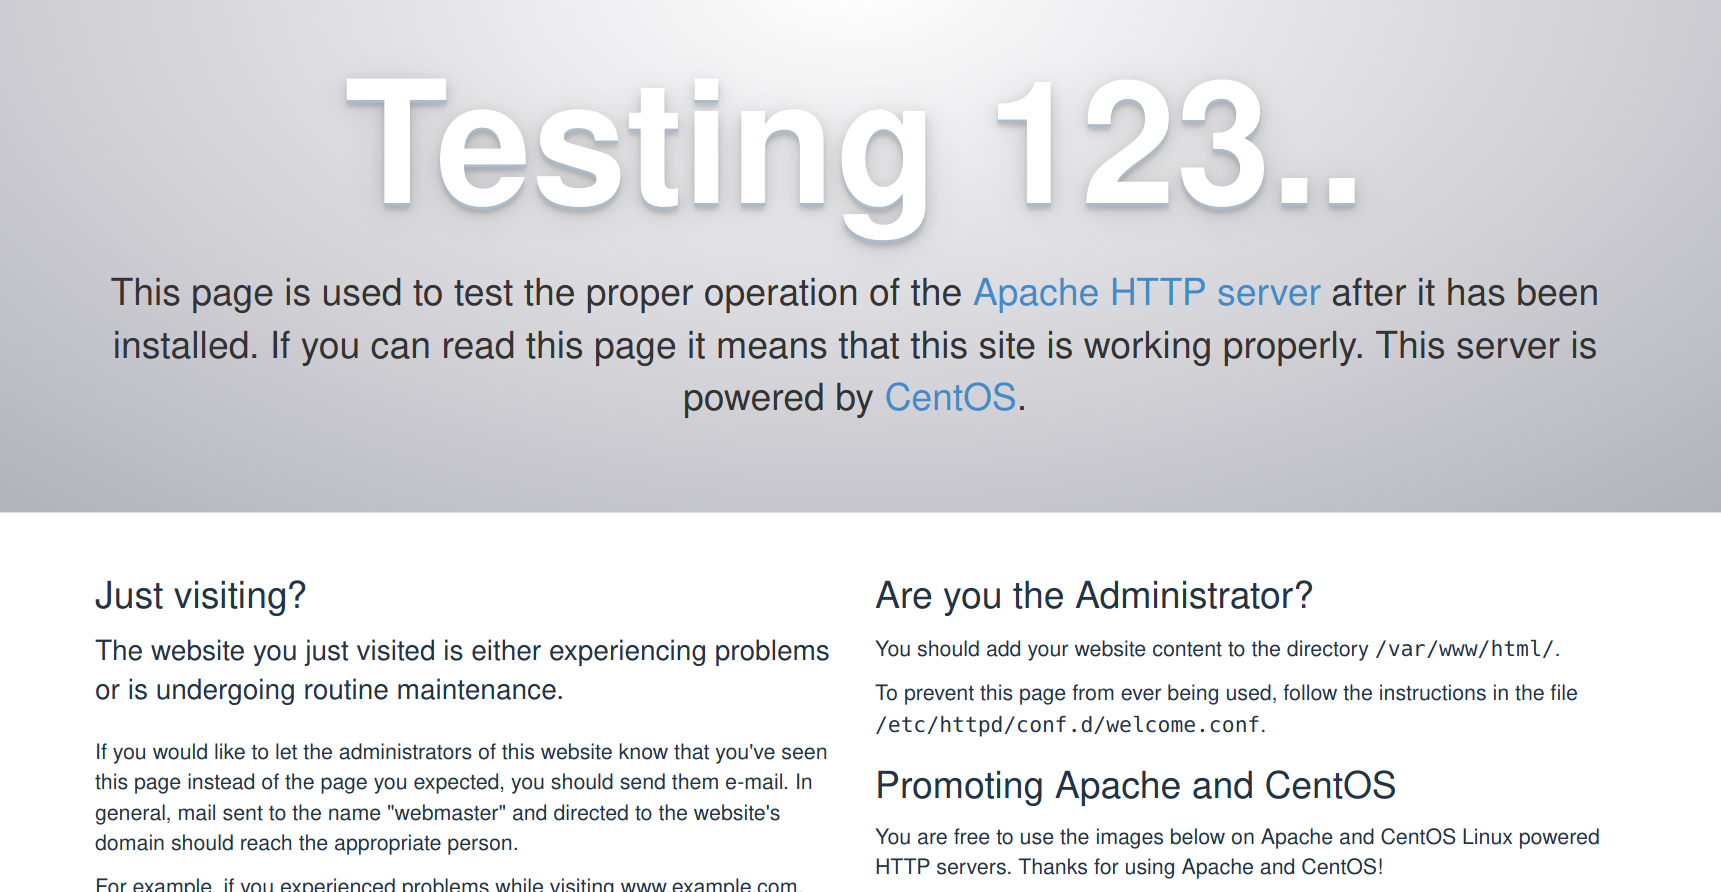 Testing 123..
This page is used to test the proper operation of the Apache HTTP server after it has been
installed. If you can read this page it means that this site is working properly. This server is
powered by CentOS.
Just visiting?
The website you just visited is either experiencing problems
or is undergoing routine maintenance.
If you would like to let the administrators of this website know that you've seen
this page instead of the page you expected, you should send them e-mail. In
general, mail sent to the name "webmaster" and directed to the website's
domain should reach the appropriate person.
For example, if you experienced problems while visiting www.example.com,
Are you the Administrator?
You should add your website content to the directory /var/www/html/.
To prevent this page from ever being used, follow the instructions in the file
/etc/httpd/conf.d/welcome.conf.
Promoting Apache and CentOS
You are free to use the images below on Apache and CentOS Linux powered
HTTP servers. Thanks for using Apache and CentOS!